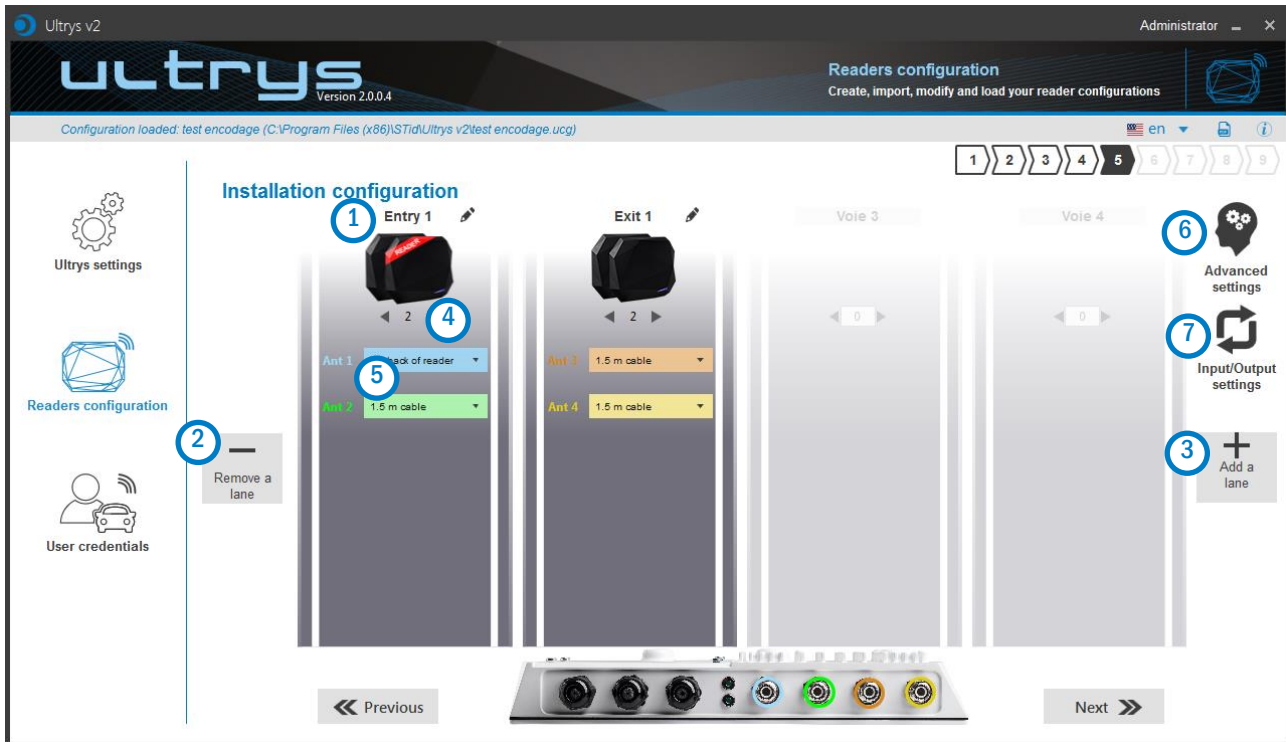 Ultrys v2
Administrator
ultrys
Version 2.0.0.4
Readers configuration
Create, import, modify and load your reader configurations
Configuration loaded: test encodage (C:\Program Files (x86)\STid\Ultrys v2\test encodage.ucg)
en
1 2 3 4 5 6 7 8 9
Installation configuration
1 Entry 1
Exit 1
Voie 3
Voie 4
READER
6
Advanced
settings
Ultrys settings
2 4
2
0
0
7
Input/Output
settings
Ant 1 back of reader
Ant 3 1.5 m cable
5
Ant 2 1.5 m cable
Ant 4 1.5 m cable
Readers configuration
2
Remove a
lane
3
Add a
lane
User credentials
Previous
Next